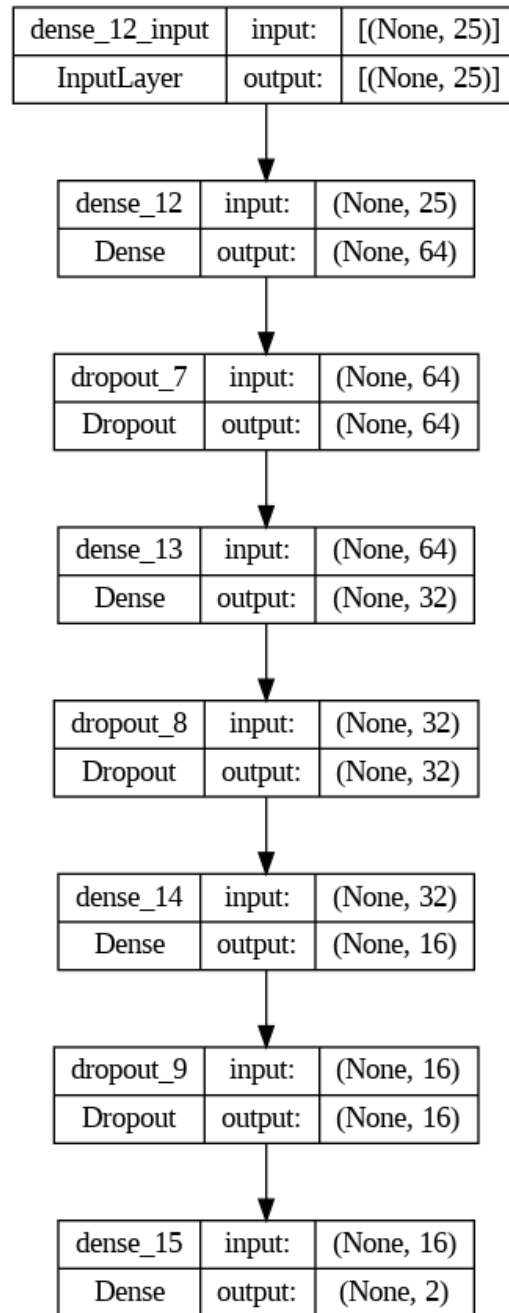 dense_12_input input: [(None, 25)]
InputLayer output: [(None, 25)]
dense_12 input: (None, 25)
Dense output: (None, 64)
dropout_7 input: (None, 64)
Dropout output: (None, 64)
dense_13 input: (None, 64)
Dense output: (None, 32)
dropout_8 input: (None, 32)
Dropout output: (None, 32)
dense_14 input: (None, 32)
Dense output: (None, 16)
dropout_9 input: (None, 16)
Dropout output: (None, 16)
dense_15 input: (None, 16)
Dense output: (None, 2)